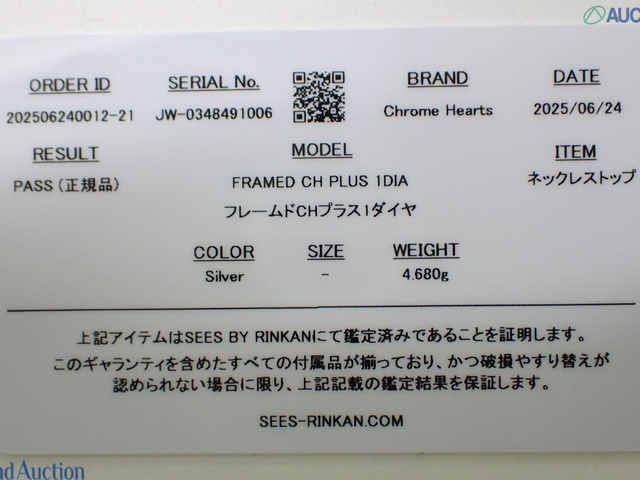 AUC
ORDER ID SERIAL No. BRAND DATE
202506240012-21 JW-0348491006 Chrome Hearts 2025/06/24
RESULT MODEL ITEM
PASS (正規品) FRAMED CH PLUS 1DIA ネックレストップ
フレームドCHプラス1ダイヤ
COLOR SIZE WEIGHT
Silver - 4.680g
上記アイテムはSEES BY RINKANにて鑑定済みであることを証明します。
このギャランティを含めたすべての付属品が揃っており、かつ破損やすり替えが
認められない場合に限り、上記記載の鑑定結果を保証します。
SEES-RINKAN.COM
nd Auction